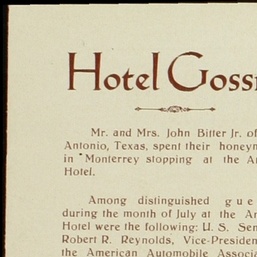 Hotel Goss
Mr. and Mrs. John Bitter Jr. of
Antonio, Texas, spent their honeym
in Monterrey stopping at the A
Hotel.
Among distinguished gue
during the month of July at the A
Hotel were the following: U. S. Sen
Robert R. Reynolds, Vice-Presiden
the American Automobile Associa